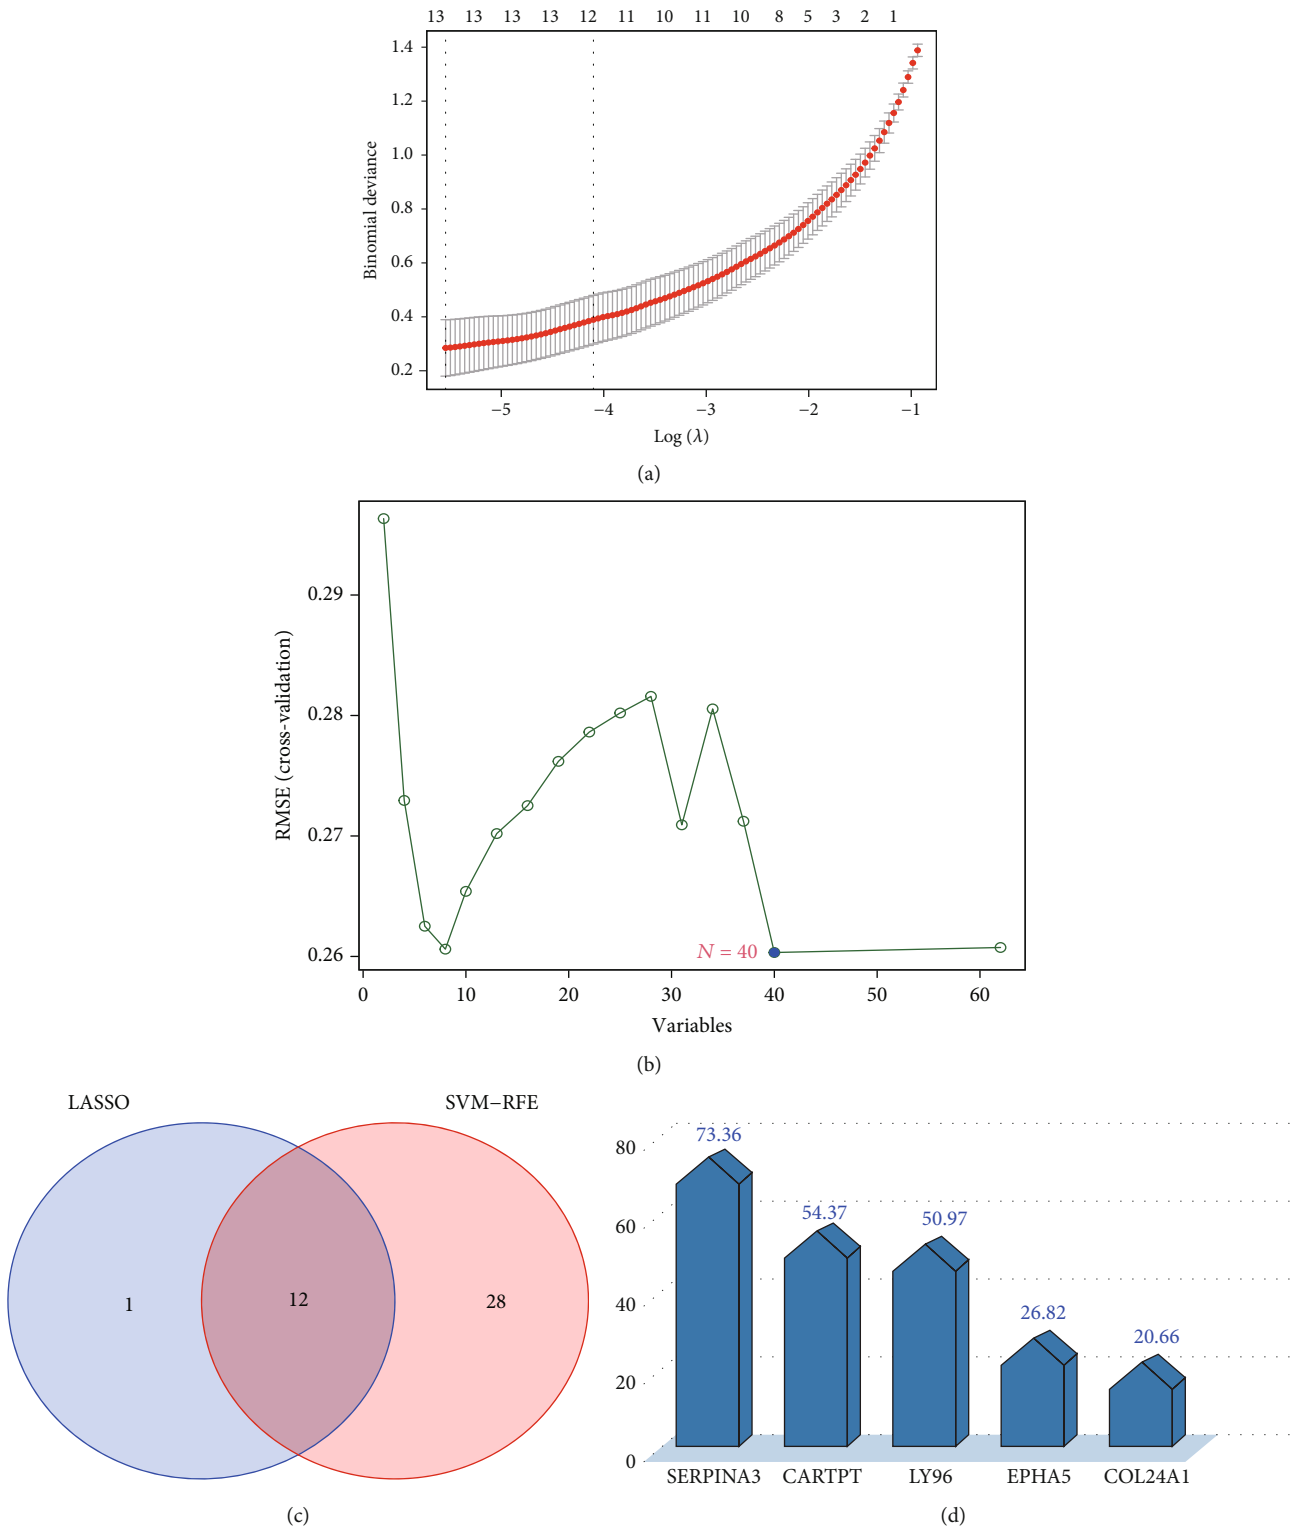 13 13 13 13 12 11 10 11 10 8 5 3 2 1
1.4
1.2
1.0
0.8
0.6
0.4
0.2
Binomial deviance
−5 −4 −3 −2 −1
Log (λ)
(a)
0.29
0.28
0.27
0.26
RMSE (cross-validation)
N = 40
0 10 20 30 40 50 60
Variables
(b)
LASSO SVM−RFE
1 12 28
(c)
80
60
40
20
0
73.36
54.37
50.97
26.82
20.66
SERPINA3 CARTPT LY96 EPHA5 COL24A1
(d)